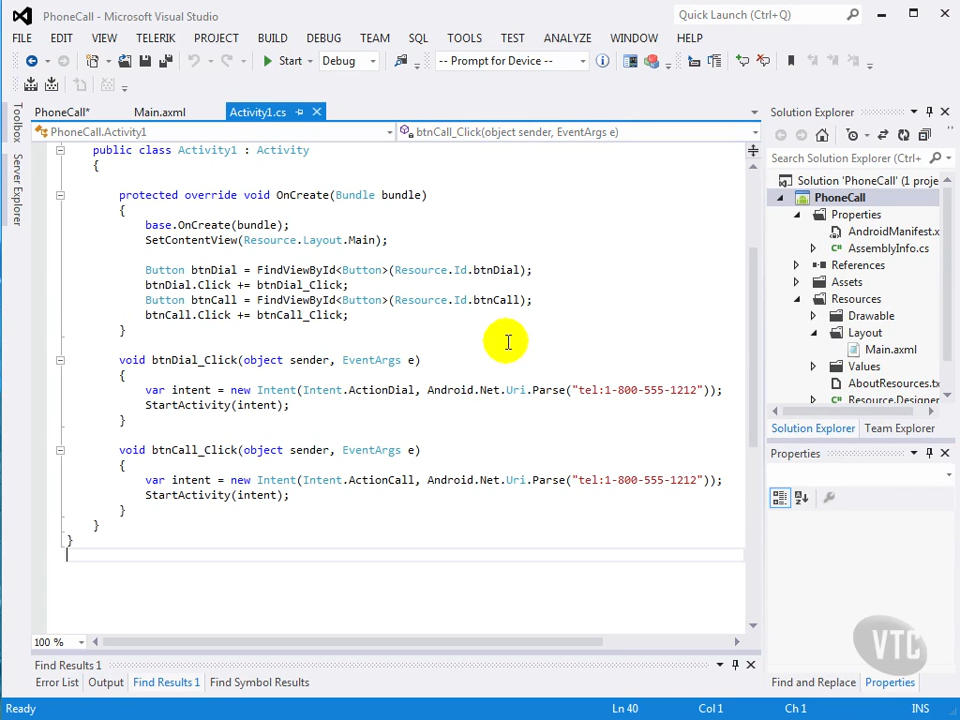 PhoneCall - Microsoft Visual Studio
Quick Launch (Ctrl+Q)
FILE EDIT VIEW TELERIK PROJECT BUILD DEBUG TEAM SQL TOOLS TEST ANALYZE WINDOW HELP
Start Debug -- Prompt for Device --
PhoneCall* Main.axml Activity1.cs
PhoneCall.Activity1 btnCall_Click(object sender, EventArgs e)
Toolbox
Server Explorer
public class Activity1 : Activity
{
protected override void OnCreate(Bundle bundle)
{
base.OnCreate(bundle);
SetContentView(Resource.Layout.Main);
Button btnDial = FindViewById<Button>(Resource.Id.btnDial);
btnDial.Click += btnDial_Click;
Button btnCall = FindViewById<Button>(Resource.Id.btnCall);
btnCall.Click += btnCall_Click;
}
void btnDial_Click(object sender, EventArgs e)
{
var intent = new Intent(Intent.ActionDial, Android.Net.Uri.Parse("tel:1-800-555-1212"));
StartActivity(intent);
}
void btnCall_Click(object sender, EventArgs e)
{
var intent = new Intent(Intent.ActionCall, Android.Net.Uri.Parse("tel:1-800-555-1212"));
StartActivity(intent);
}
}
}
100 %
Solution Explorer
Search Solution Explorer (Ctrl+
Solution 'PhoneCall' (1 proje
PhoneCall
Properties
AndroidManifest.x
C# AssemblyInfo.cs
References
Assets
Resources
Drawable
Layout
Main.axml
Values
AboutResources.tx
C# Resource.Designer
Solution Explorer Team Explorer
Properties
VTC
Find and Replace Properties
Find Results 1
Error List Output Find Results 1 Find Symbol Results
Ready Ln 40 Col 1 Ch 1 INS